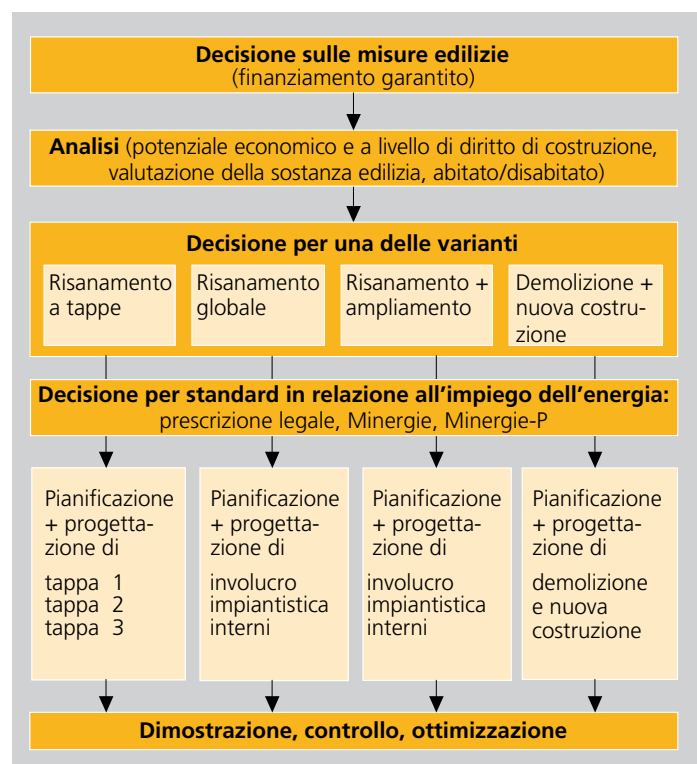 Decisione sulle misure edilizie
(finanziamento garantito)
Analisi (potenziale economico e a livello di diritto di costruzione,
valutazione della sostanza edilizia, abitato/disabitato)
Decisione per una delle varianti
Risanamento
a tappe
Risanamento
globale
Risanamento +
ampliamento
Demolizione +
nuova costru-
zione
Decisione per standard in relazione all'impiego dell'energia:
prescrizione legale, Minergie, Minergie-P
Pianificazione
+ progetta-
zione di
tappa 1
tappa 2
tappa 3
Pianificazione
+ progetta-
zione di
involucro
impiantistica
interni
Pianificazione
+ progetta-
zione di
involucro
impiantistica
interni
Pianificazione
+ progetta-
zione di
demolizione
e nuova
costruzione
Dimostrazione, controllo, ottimizzazione